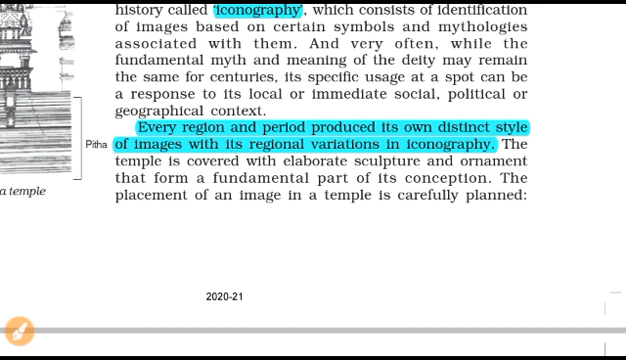 history called 'iconography', which consists of identification
of images based on certain symbols and mythologies
associated with them. And very often, while the
fundamental myth and meaning of the deity may remain
the same for centuries, its specific usage at a spot can be
a response to its local or immediate social, political or
geographical context.
Every region and period produced its own distinct style
of images with its regional variations in iconography. The
temple is covered with elaborate sculpture and ornament
that form a fundamental part of its conception. The
placement of an image in a temple is carefully planned:
Pitha
a temple
2020-21